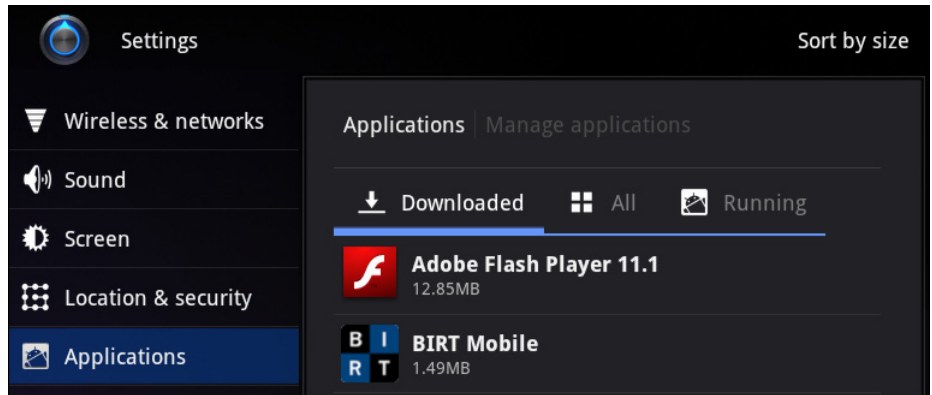 Settings
Sort by size
Wireless & networks
Sound
Screen
Location & security
Applications
Applications | Manage applications
Downloaded
All
Running
Adobe Flash Player 11.1
12.85MB
B I
R T
BIRT Mobile
1.49MB